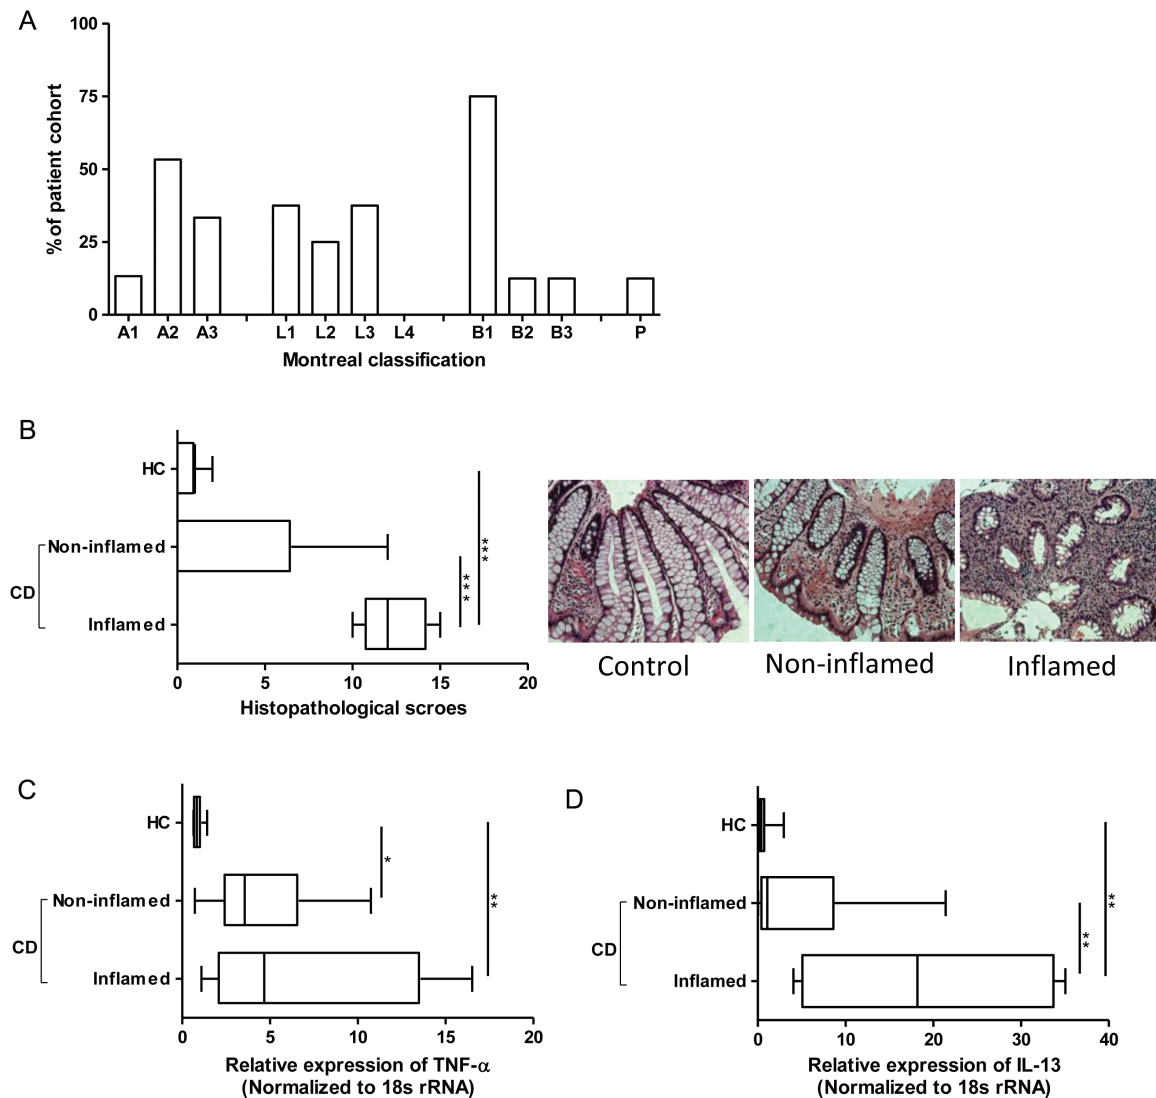 A
100
75
50
25
0
% of patient cohort
A1 A2 A3 L1 L2 L3 L4 B1 B2 B3 P
Montreal classification
B
HC
Non-inflamed
CD
Inflamed
***
***
0 5 10 15 20
Histopathological scroes
Control Non-inflamed Inflamed
C
HC
Non-inflamed
CD
Inflamed
*
**
0 5 10 15 20
Relative expression of TNF-α
(Normalized to 18s rRNA)
D
HC
Non-inflamed
CD
Inflamed
**
**
0 10 20 30 40
Relative expression of IL-13
(Normalized to 18s rRNA)